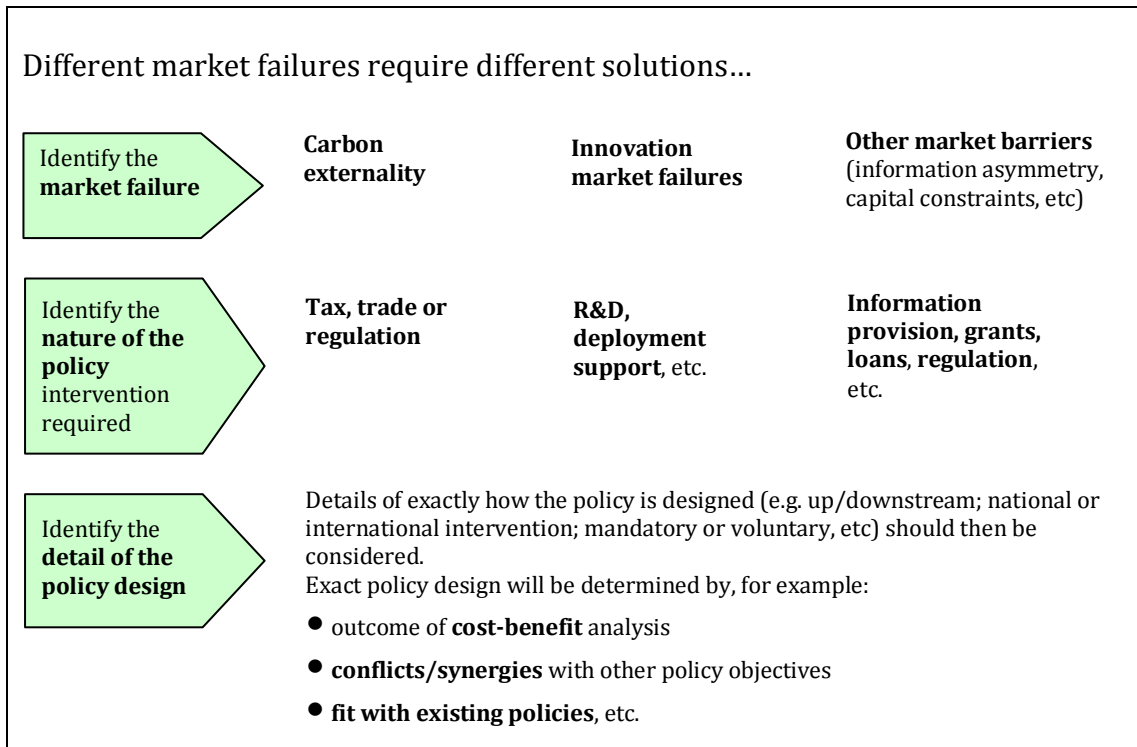 Different market failures require different solutions…
Identify the
market failure
Carbon
externality
Innovation
market failures
Other market barriers
(information asymmetry,
capital constraints, etc)
Identify the
nature of the
policy
intervention
required
Tax, trade or
regulation
R&D,
deployment
support, etc.
Information
provision, grants,
loans, regulation,
etc.
Identify the
detail of the
policy design
Details of exactly how the policy is designed (e.g. up/downstream; national or
international intervention; mandatory or voluntary, etc) should then be
considered.
Exact policy design will be determined by, for example:
● outcome of cost-benefit analysis
● conflicts/synergies with other policy objectives
● fit with existing policies, etc.